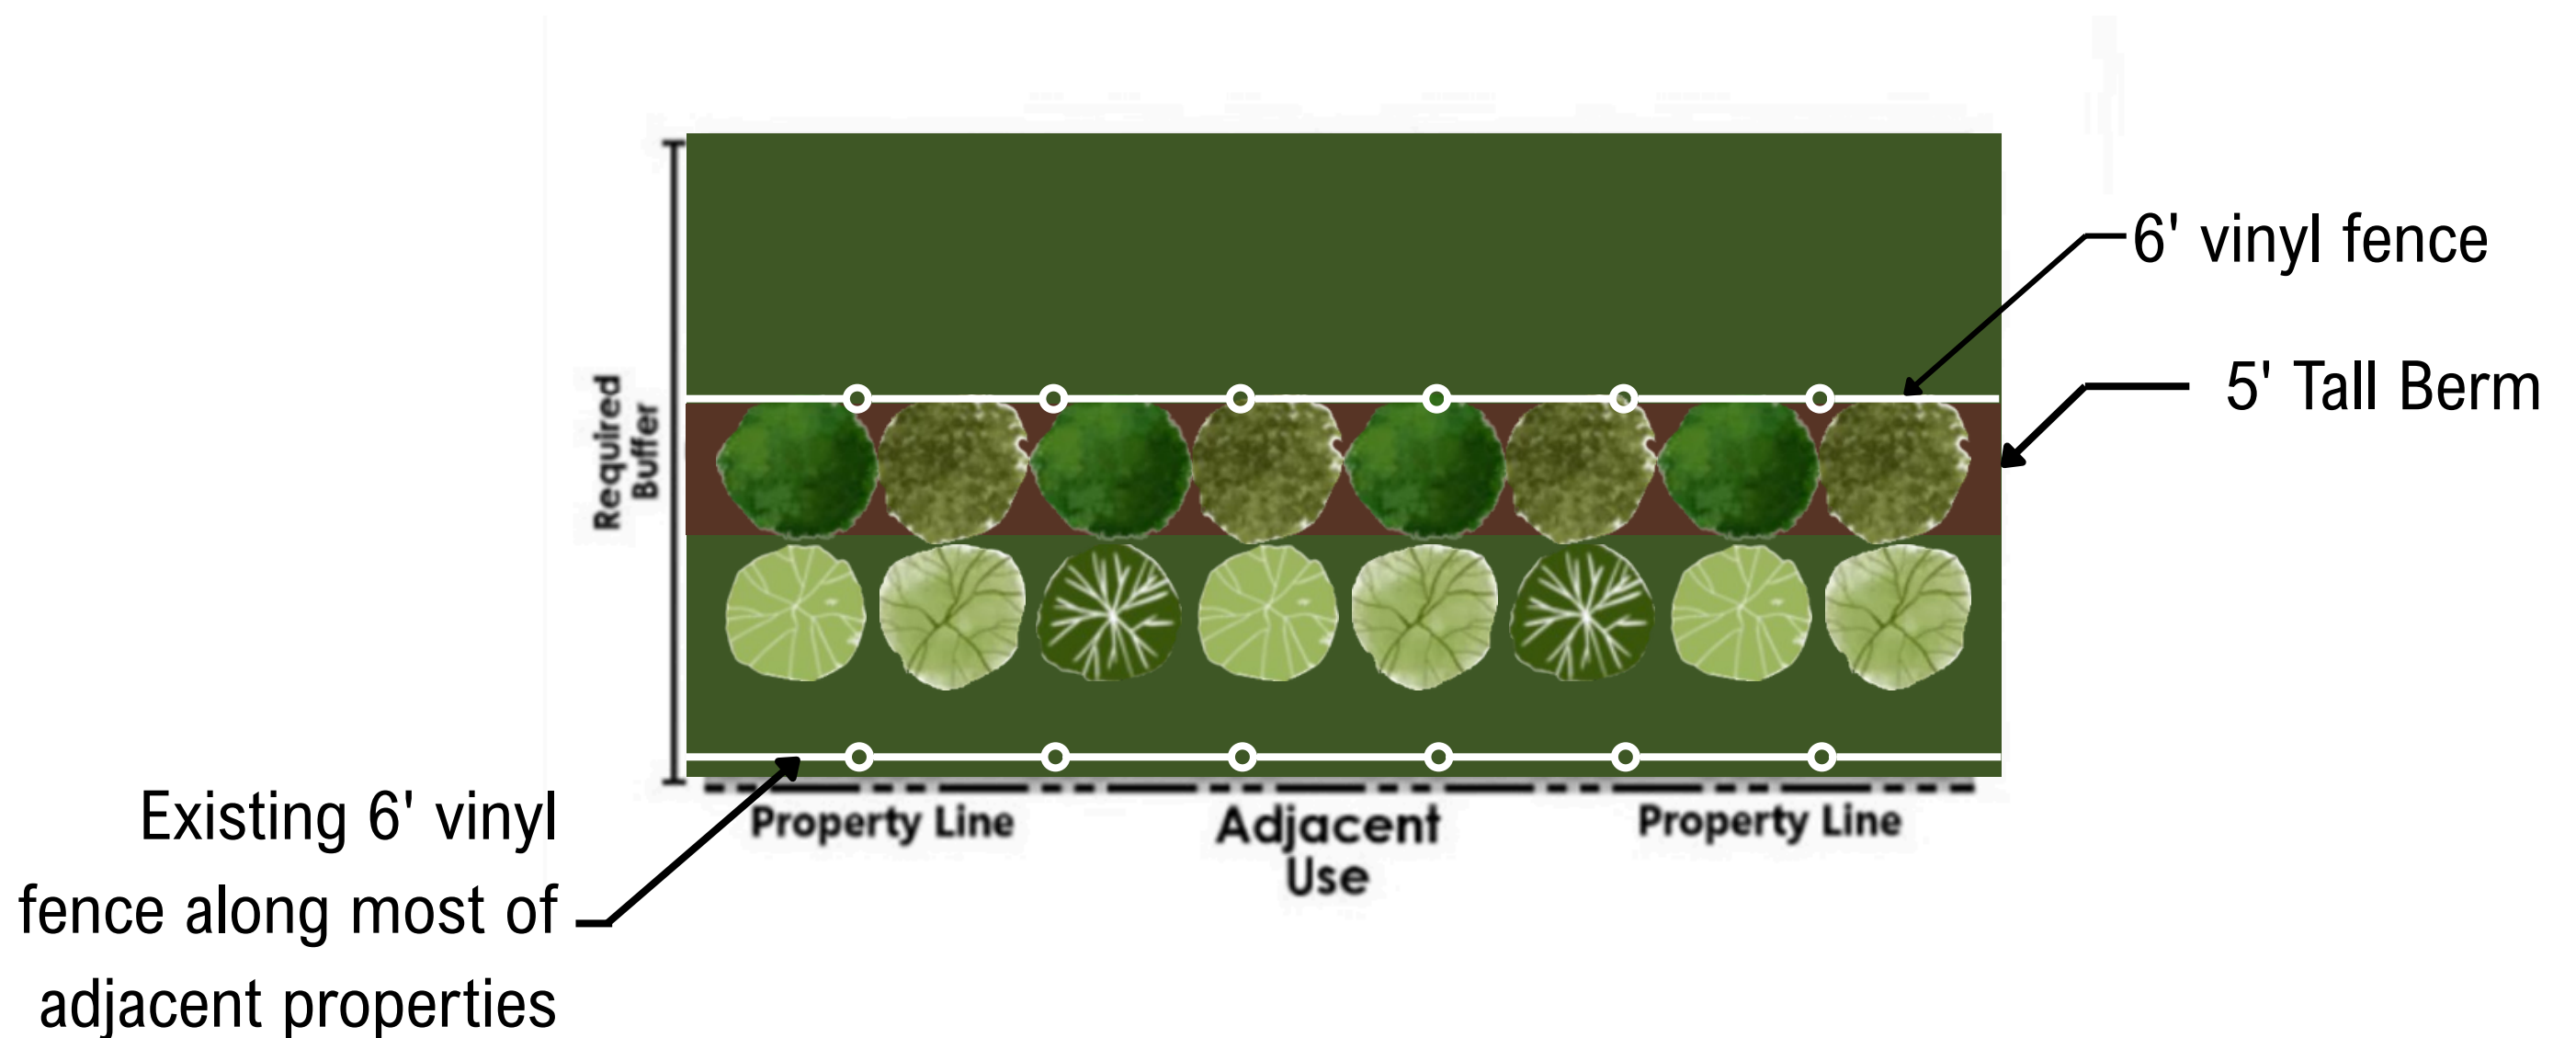 6' vinyl fence
5' Tall Berm
Required
Buffer
Existing 6' vinyl
fence along most of
adjacent properties
Property Line
Adjacent
Use
Property Line